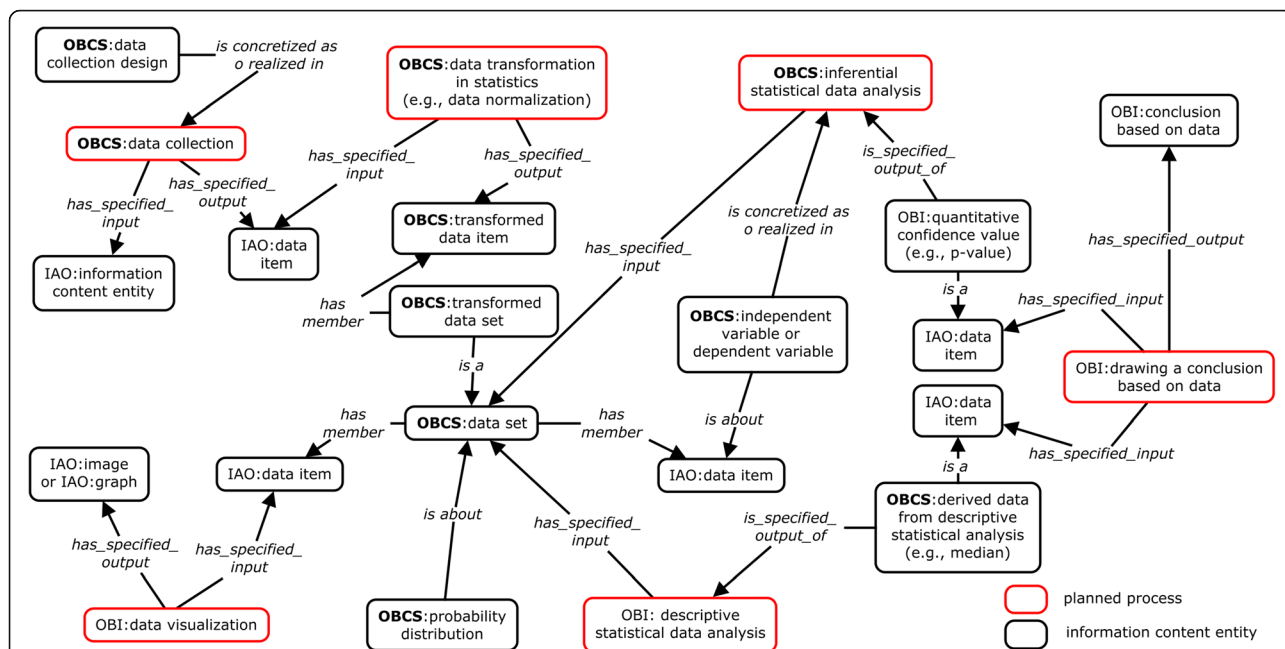 OBCS:data
collection design
is concretized as
o realized in
OBCS:data transformation
in statistics
(e.g., data normalization)
OBCS:inferential
statistical data analysis
OBI:conclusion
based on data
OBCS:data collection
has_specified_
input
has_specified_
output
has_specified_
input
has_specified_
output
is_specified_
output_of
IAO:information
content entity
IAO:data
item
OBCS:transformed
data item
is concretized as
o realized in
OBI:quantitative
confidence value
(e.g., p-value)
has_specified_output
has_specified_
input
has
member
OBCS:transformed
data set
is a
OBCS:independent
variable or
dependent variable
is a
has_specified_input
IAO:data
item
OBI:drawing a conclusion
based on data
has
member
OBCS:data set
has
member
is about
IAO:data
item
has_specified_input
is a
IAO:image
or IAO:graph
IAO:data item
IAO:data item
is about
has_specified_
input
is_specified_
output_of
OBCS:derived data
from descriptive
statistical analysis
(e.g., median)
has_specified_
output
has_specified_
input
OBI:data visualization
OBCS:probability
distribution
OBI: descriptive
statistical data analysis
planned process
information content entity